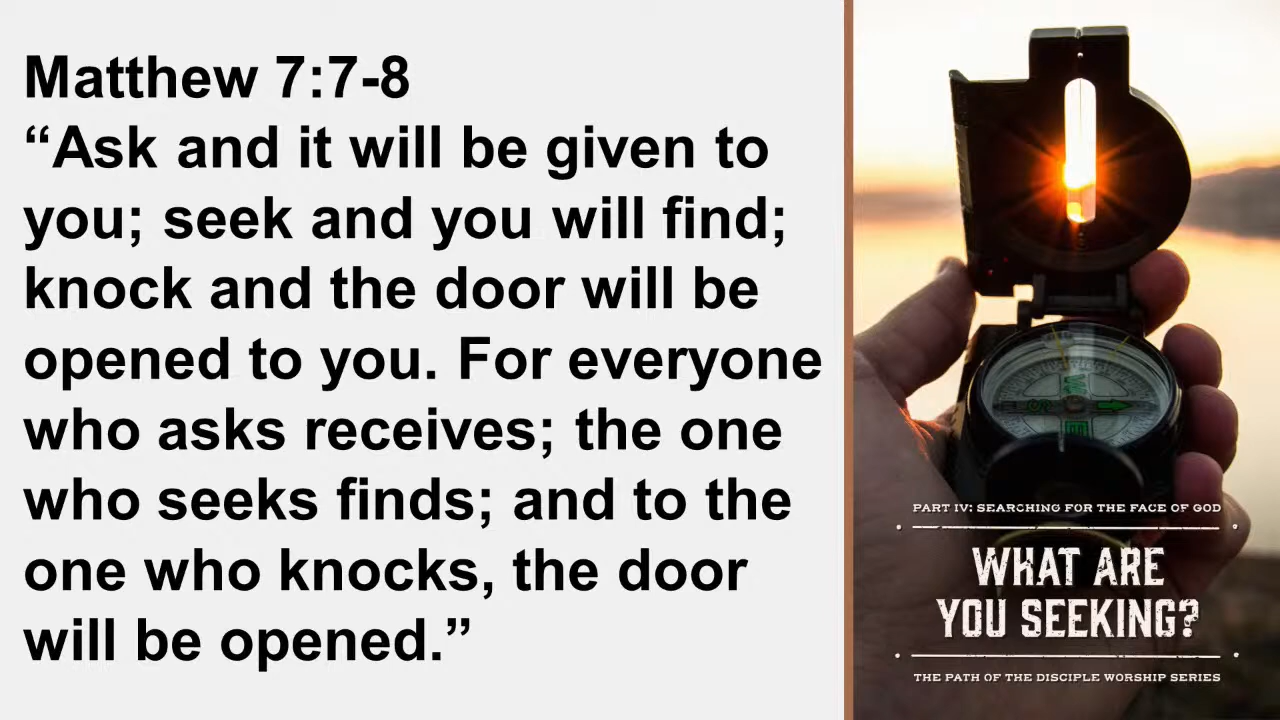 Matthew 7:7-8
“Ask and it will be given to
you; seek and you will find;
knock and the door will be
opened to you. For everyone
who asks receives; the one
who seeks finds; and to the
one who knocks, the door
will be opened.”
W
S
E
PART IV: SEARCHING FOR THE FACE OF GOD
WHAT ARE
YOU SEEKING?
THE PATH OF THE DISCIPLE WORSHIP SERIES